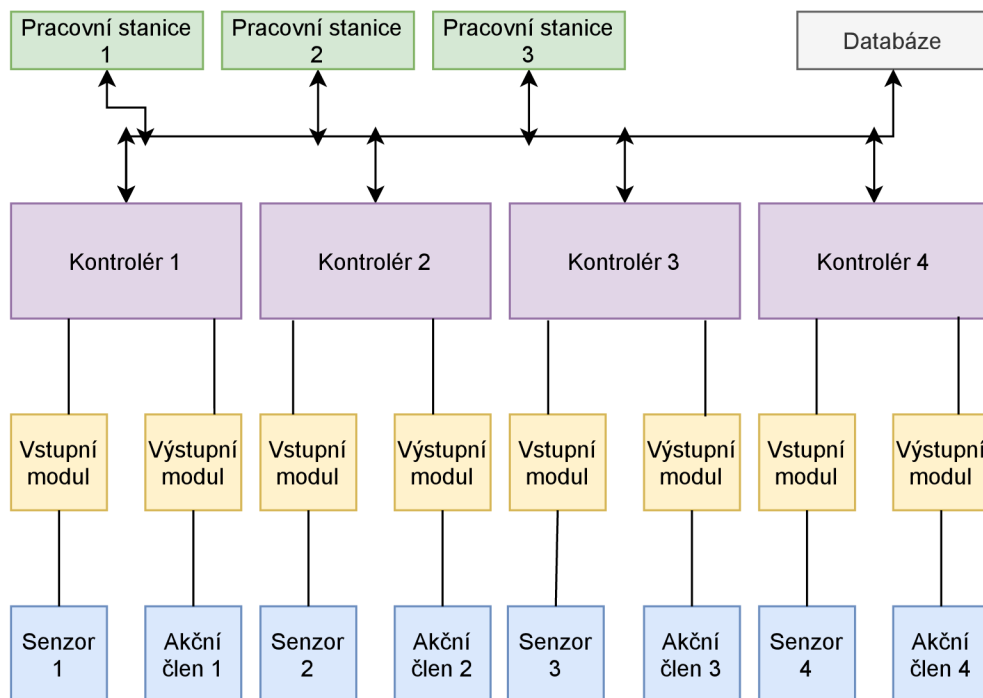 Pracovní stanice
1
Pracovní stanice
2
Pracovní stanice
3
Databáze
Kontrolér 1
Kontrolér 2
Kontrolér 3
Kontrolér 4
Vstupní
modul
Výstupní
modul
Vstupní
modul
Výstupní
modul
Vstupní
modul
Výstupní
modul
Vstupní
modul
Výstupní
modul
Senzor
1
Akční
člen 1
Senzor
2
Akční
člen 2
Senzor
3
Akční
člen 3
Senzor
4
Akční
člen 4